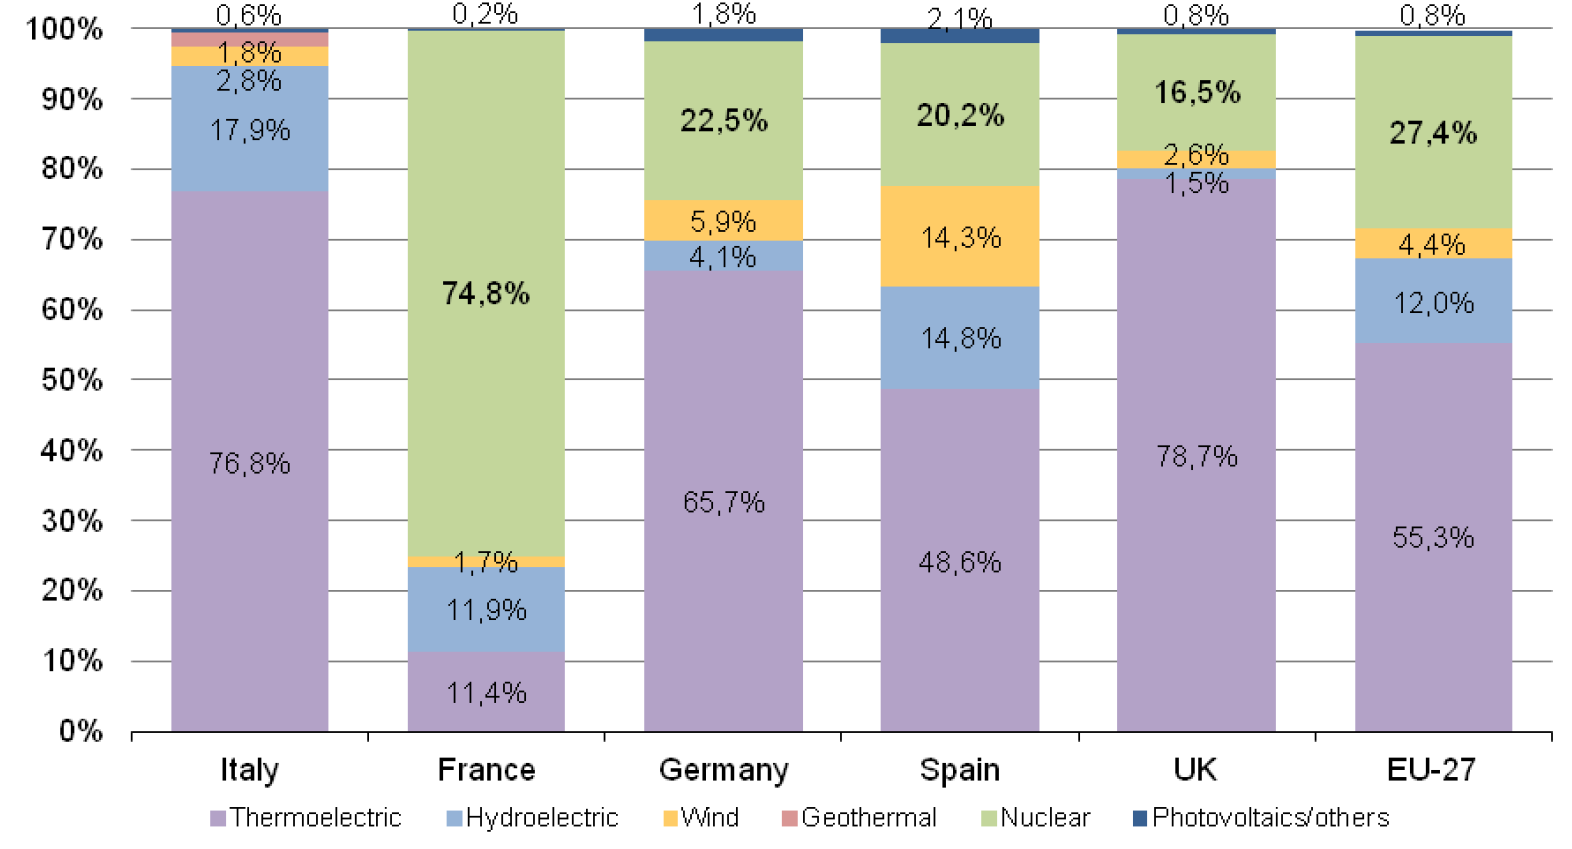 0,6% 0,2% 1,8% 2,1% 0,8% 0,8%
100%
1,8%
2,8%
90%
17,9% 22,5% 20,2% 16,5% 27,4%
80%
2,6%
1,5%
70%
5,9% 14,3% 4,4%
4,1%
60%
74,8% 14,8% 12,0%
50%
40%
76,8% 65,7% 48,6% 78,7% 55,3%
30%
1,7%
20%
11,9%
10%
11,4%
0%
Italy France Germany Spain UK EU-27
Thermoelectric Hydroelectric Wind Geothermal Nuclear Photovoltaics/others